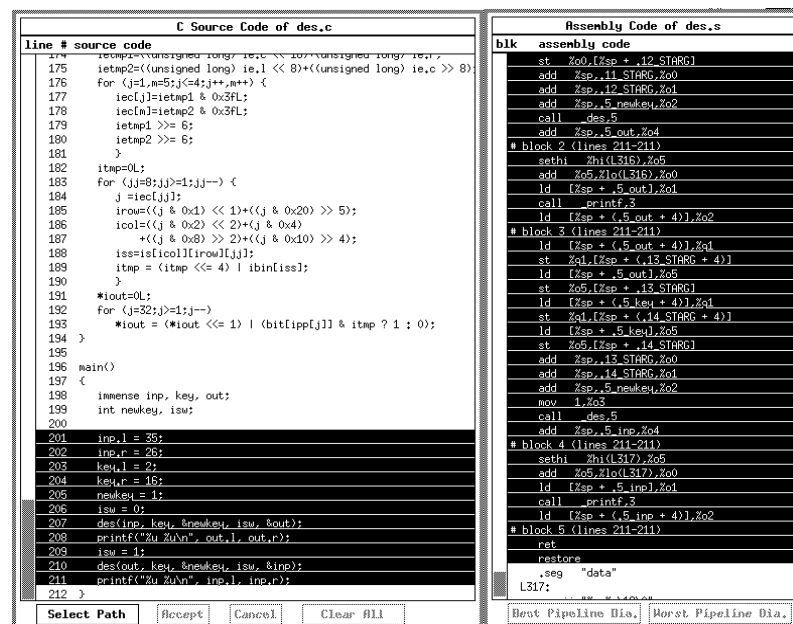 C Source Code of des.c
line # source code
174 ietmp1=((unsigned long) ie.c << 16)+(unsigned long) ie.r;
175 ietmp2=((unsigned long) ie.l << 8)+((unsigned long) ie.c >> 8);
176 for (j=1,m=5;j<=4;j++,m++) {
177 iec[j]=ietmp1 & 0x3fL;
178 iec[m]=ietmp2 & 0x3fL;
179 ietmp1 >>= 6;
180 ietmp2 >>= 6;
181 }
182 itmp=0L;
183 for (jj=8;jj>=1;jj--) {
184 j =iec[jj];
185 irow=((j & 0x1) << 1)+((j & 0x20) >> 5);
186 icol=((j & 0x2) << 2)+(j & 0x4)
187 +((j & 0x8) >> 2)+((j & 0x10) >> 4);
188 iss=is[icol][irow][jj];
189 itmp = (itmp <<= 4) | ibin[iss];
190 }
191 *iout=0L;
192 for (j=32;j>=1;j--)
193 *iout = (*iout <<= 1) | (bit[ipp[j]] & itmp ? 1 : 0);
194 }
195
196 main()
197 {
198 immense inp, key, out;
199 int newkey, isw;
200
201 inp.l = 35;
202 inp.r = 26;
203 key.l = 2;
204 key.r = 16;
205 newkey = 1;
206 isw = 0;
207 des(inp, key, &newkey, isw, &out);
208 printf("%u %u\n", out.l, out.r);
209 isw = 1;
210 des(out, key, &newkey, isw, &inp);
211 printf("%u %u\n", inp.l, inp.r);
212 }
Select Path Accept Cancel Clear All
Assembly Code of des.s
blk assembly code
st %o0,[%sp + .12_STARG]
add %sp,.11_STARG,%o0
add %sp,.12_STARG,%o1
add %sp,.5_newkey,%o2
call _des,5
add %sp,.5_out,%o4
# block 2 (lines 211-211)
sethi %hi(L316),%o5
add %o5,%lo(L316),%o0
ld [%sp + .5_out],%o1
call _printf,3
ld [%sp + (.5_out + 4)],%o2
# block 3 (lines 211-211)
ld [%sp + (.5_out + 4)],%g1
st %g1,[%sp + (.13_STARG + 4)]
ld [%sp + .5_out],%o5
st %o5,[%sp + .13_STARG]
ld [%sp + (.5_key + 4)],%g1
st %g1,[%sp + (.14_STARG + 4)]
ld [%sp + .5_key],%o5
st %o5,[%sp + .14_STARG]
add %sp,.13_STARG,%o0
add %sp,.14_STARG,%o1
add %sp,.5_newkey,%o2
mov 1,%o3
call _des,5
add %sp,.5_inp,%o4
# block 4 (lines 211-211)
sethi %hi(L317),%o5
add %o5,%lo(L317),%o0
ld [%sp + .5_inp],%o1
call _printf,3
ld [%sp + (.5_inp + 4)],%o2
# block 5 (lines 211-211)
ret
restore
.seg "data"
L317:
Best Pipeline Dia. Worst Pipeline Dia.